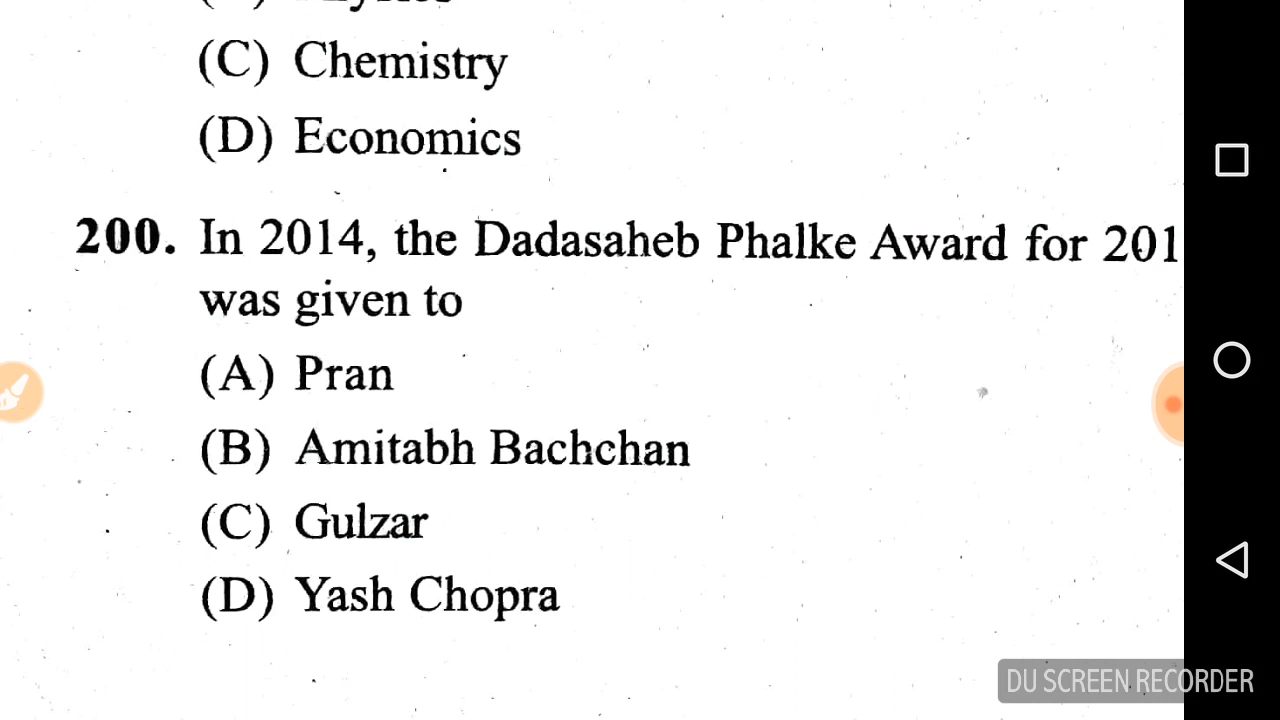 (C) Chemistry
(D) Economics
200. In 2014, the Dadasaheb Phalke Award for 201
was given to
(A) Pran
(B) Amitabh Bachchan
(C) Gulzar
(D) Yash Chopra
DU SCREEN RECORDER